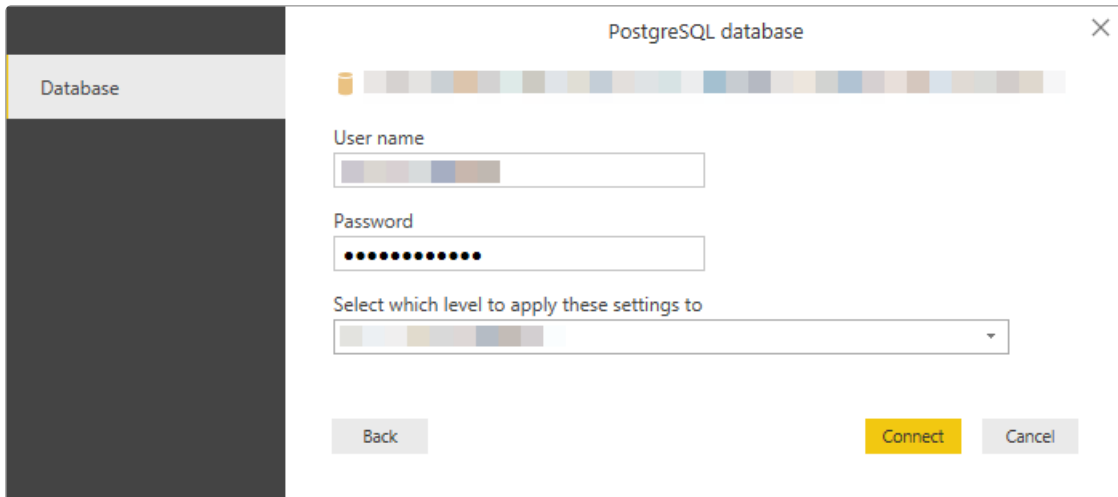 PostgreSQL database
Database
User name
Password
●●●●●●●●●●●●
Select which level to apply these settings to
Back
Connect
Cancel